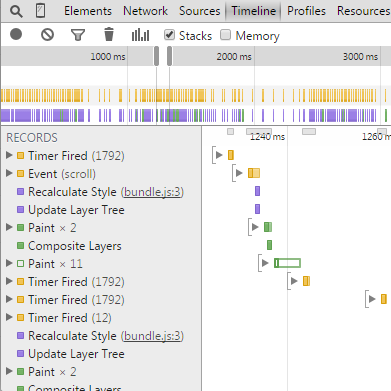 Elements Network Sources Timeline Profiles Resources
Stacks Memory
1000 ms 2000 ms 3000 ms
RECORDS 1240 ms 1260 m
Timer Fired (1792)
Event (scroll)
Recalculate Style (bundle.js:3)
Update Layer Tree
Paint × 2
Composite Layers
Paint × 11
Timer Fired (1792)
Timer Fired (1792)
Timer Fired (12)
Recalculate Style (bundle.js:3)
Update Layer Tree
Paint × 2
Composite Layers